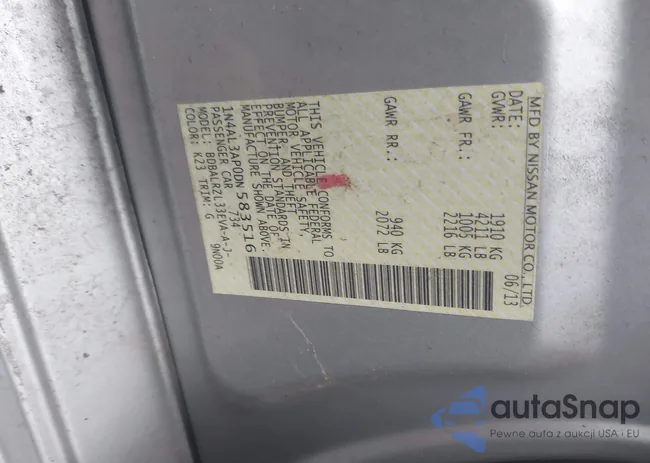 MFD BY NISSAN MOTOR CO., LTD.
DATE: 06/13
GVWR: 1910 KG
4211 LB
GAWR FR.: 1005 KG
2216 LB
GAWR RR.: 940 KG
2072 LB
THIS VEHICLE CONFORMS TO
ALL APPLICABLE FEDERAL
MOTOR VEHICLE SAFETY,
BUMPER, AND THEFT
PREVENTION STANDARDS IN
EFFECT ON THE DATE OF
MANUFACTURE SHOWN ABOVE.
1N4AL3AP0DN583516
PASSENGER CAR 734
MODEL: BDBALRZL33EVA-A-J-
COLOR: K23 TRIM: G 9N00A
autaSnap
Pewne auta z aukcji USA i EU